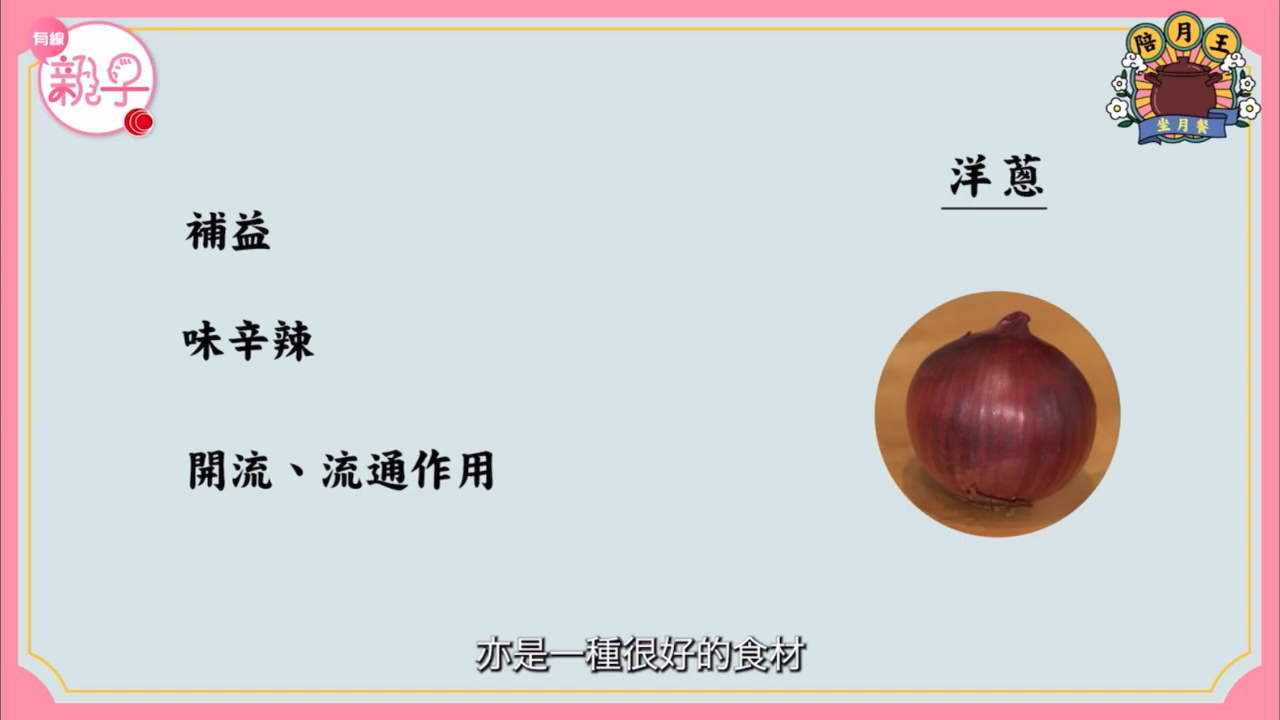 有線
親子
陪月王
坐月餐
洋蔥
補益
味辛辣
開流、流通作用
亦是一種很好的食材